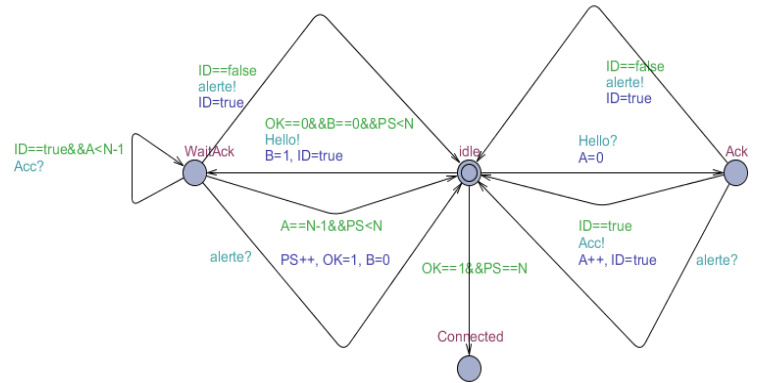 ID==false
alerte!
ID=true
ID==false
alerte!
ID=true
ID==true&&A<N-1
Acc?
WaitAck
OK==0&&B==0&&PS<N
Hello!
B=1, ID=true
idle
Hello?
A=0
Ack
A==N-1&&PS<N
PS++, OK=1, B=0
alerte?
ID==true
Acc!
A++, ID=true
alerte?
OK==1&&PS==N
Connected